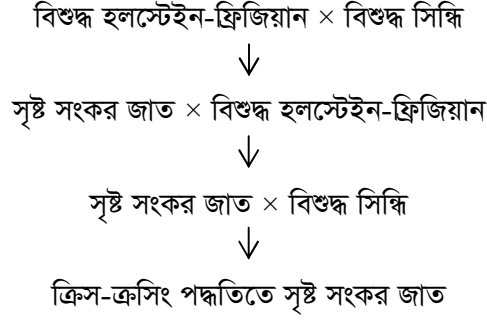 বিশুদ্ধ হলস্টেইন-ফ্রিজিয়ান × বিশুদ্ধ সিন্ধি
↓
সৃষ্ট সংকর জাত × বিশুদ্ধ হলস্টেইন-ফ্রিজিয়ান
↓
সৃষ্ট সংকর জাত × বিশুদ্ধ সিন্ধি
↓
ক্রিস-ক্রসিং পদ্ধতিতে সৃষ্ট সংকর জাত